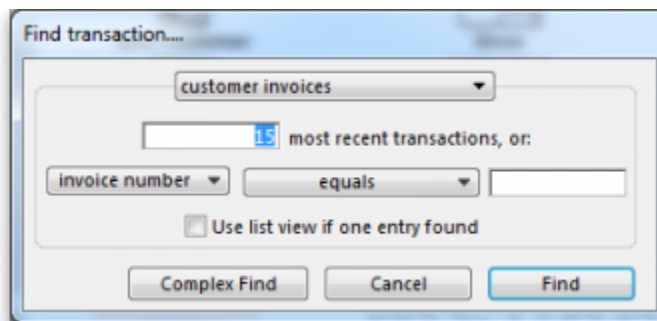 Find transaction....
customer invoices
15 most recent transactions, or:
invoice number equals
Use list view if one entry found
Complex Find Cancel Find